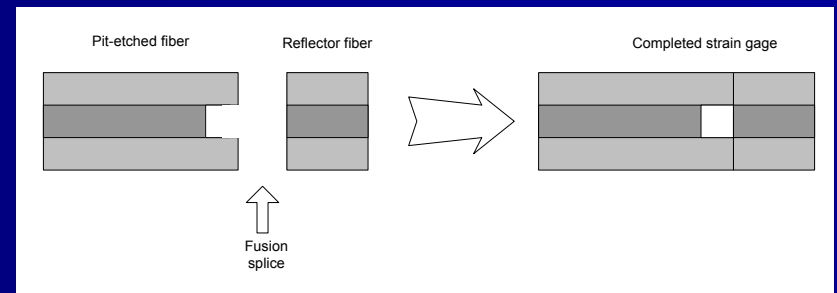 Pit-etched fiber
Reflector fiber
Completed strain gage
Fusion
splice